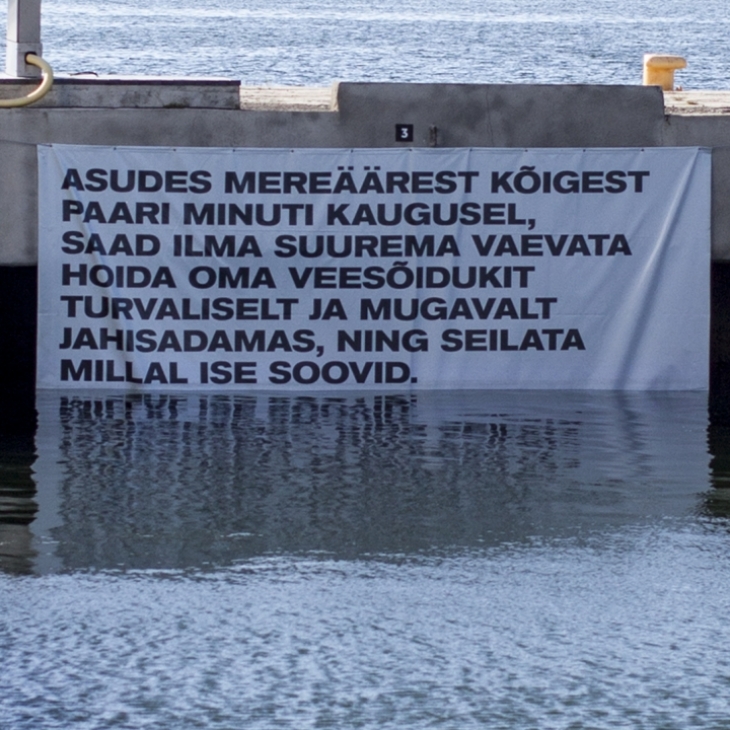 3
ASUDES MEREÄÄREST KÕIGEST
PAARI MINUTI KAUGUSEL,
SAAD ILMA SUUREMA VAEVATA
HOIDA OMA VEESÕIDUKIT
TURVALISELT JA MUGAVALT
JAHISADAMAS, NING SEILATA
MILLAL ISE SOOVID.